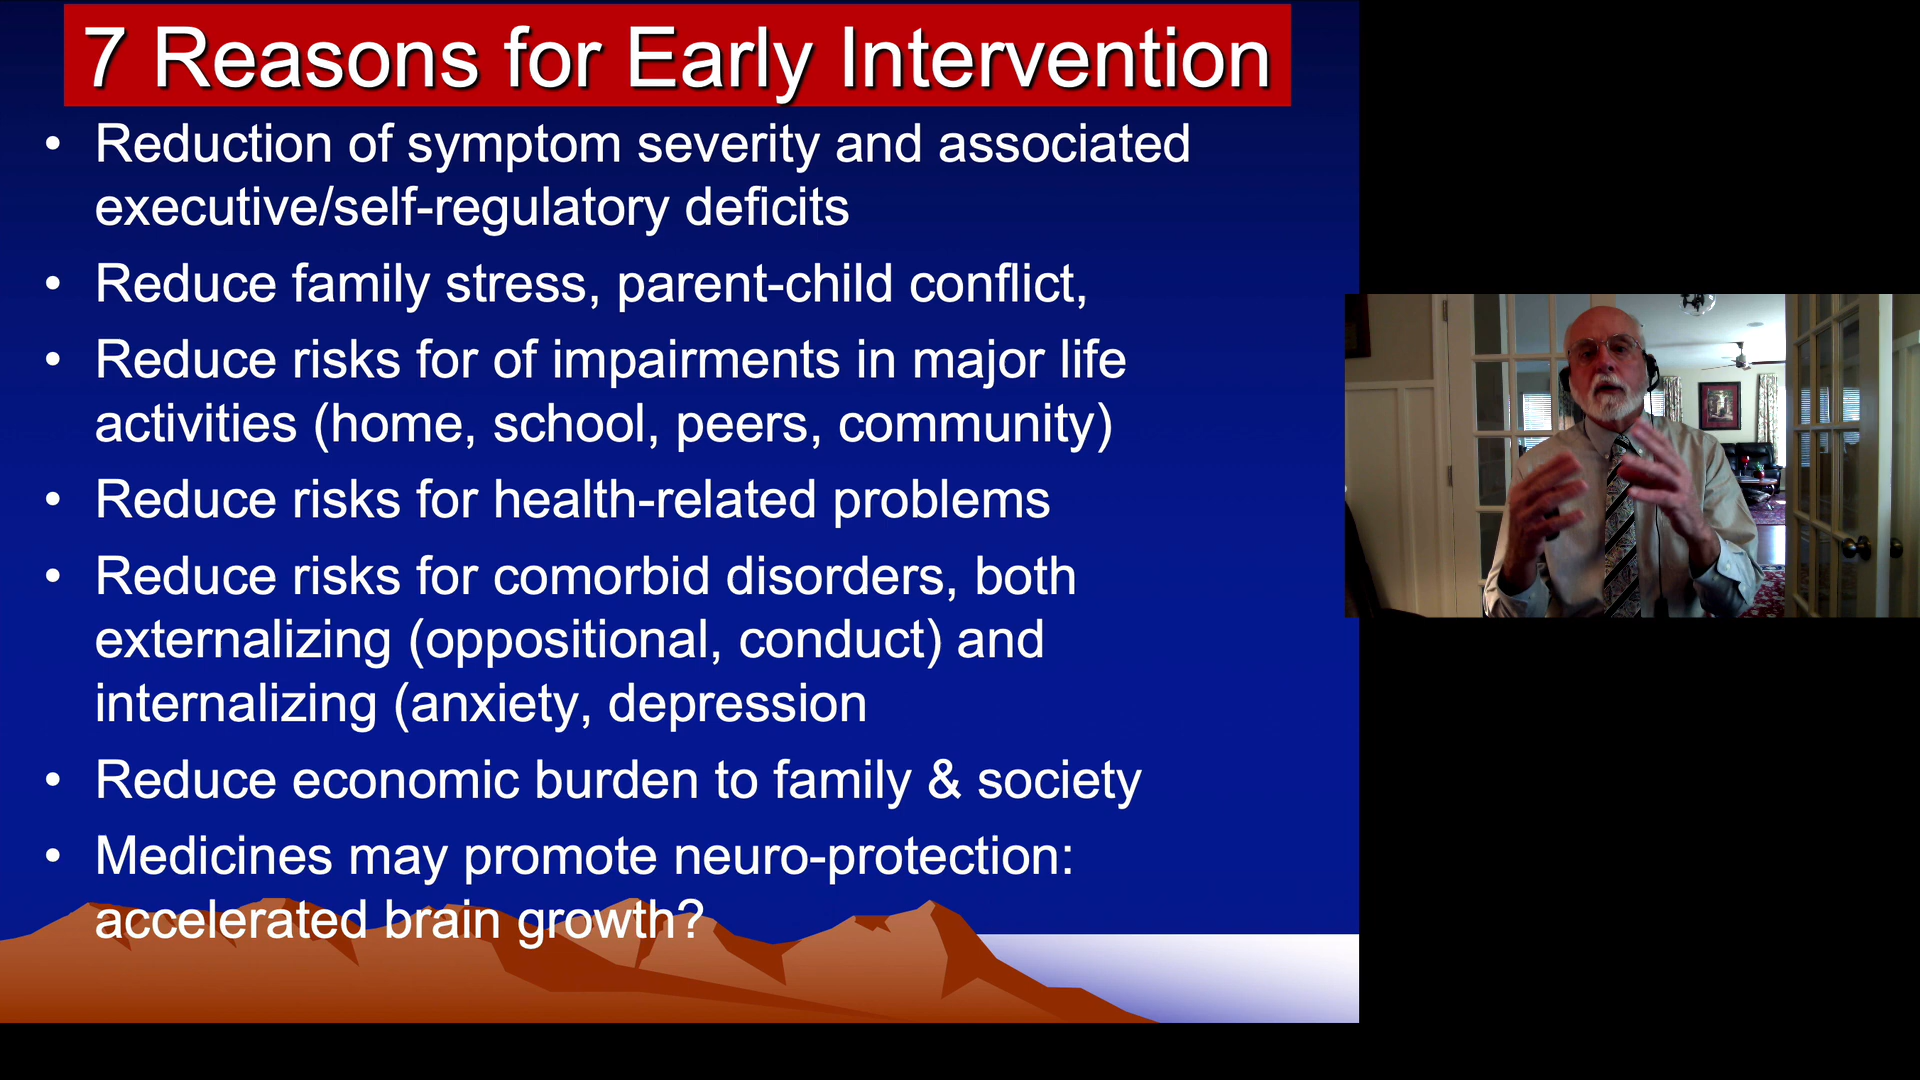 7 Reasons for Early Intervention
• Reduction of symptom severity and associated
executive/self-regulatory deficits
• Reduce family stress, parent-child conflict,
• Reduce risks for of impairments in major life
activities (home, school, peers, community)
• Reduce risks for health-related problems
• Reduce risks for comorbid disorders, both
externalizing (oppositional, conduct) and
internalizing (anxiety, depression
• Reduce economic burden to family & society
• Medicines may promote neuro-protection:
accelerated brain growth?